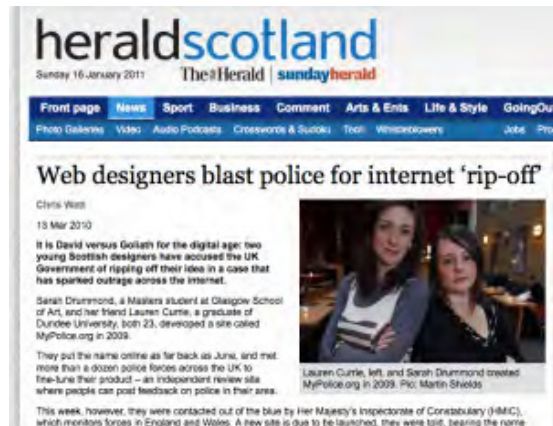 heraldscotland
Sunday 16 January 2011 The Herald | sundayherald
Front page News Sport Business Comment Arts & Ents Life & Style GoingOu
Photo Galleries Video Audio Podcasts Crosswords & Sudoku Tech Whistleblowers Jobs Pro
Web designers blast police for internet 'rip-off'
Chris Watt
13 Mar 2010
It is David versus Goliath for the digital age: two
young Scottish designers have accused the UK
Government of ripping off their idea in a case that
has sparked outrage across the internet.
Sarah Drummond, a Masters student at Glasgow School
of Art, and her friend Lauren Currie, a graduate of
Dundee University, both 23, developed a site called
MyPolice.org in 2009.
They put the name online as far back as June, and met
more than a dozen police forces across the UK to
fine-tune their product – an independent review site
where people can post feedback on police in their area.
Lauren Currie, left, and Sarah Drummond created
MyPolice.org in 2009. Pic: Martin Shields
This week, however, they were contacted out of the blue by Her Majesty's Inspectorate of Constabulary (HMIC),
which monitors forces in England and Wales. A new site is due to be launched, they were told, bearing the name